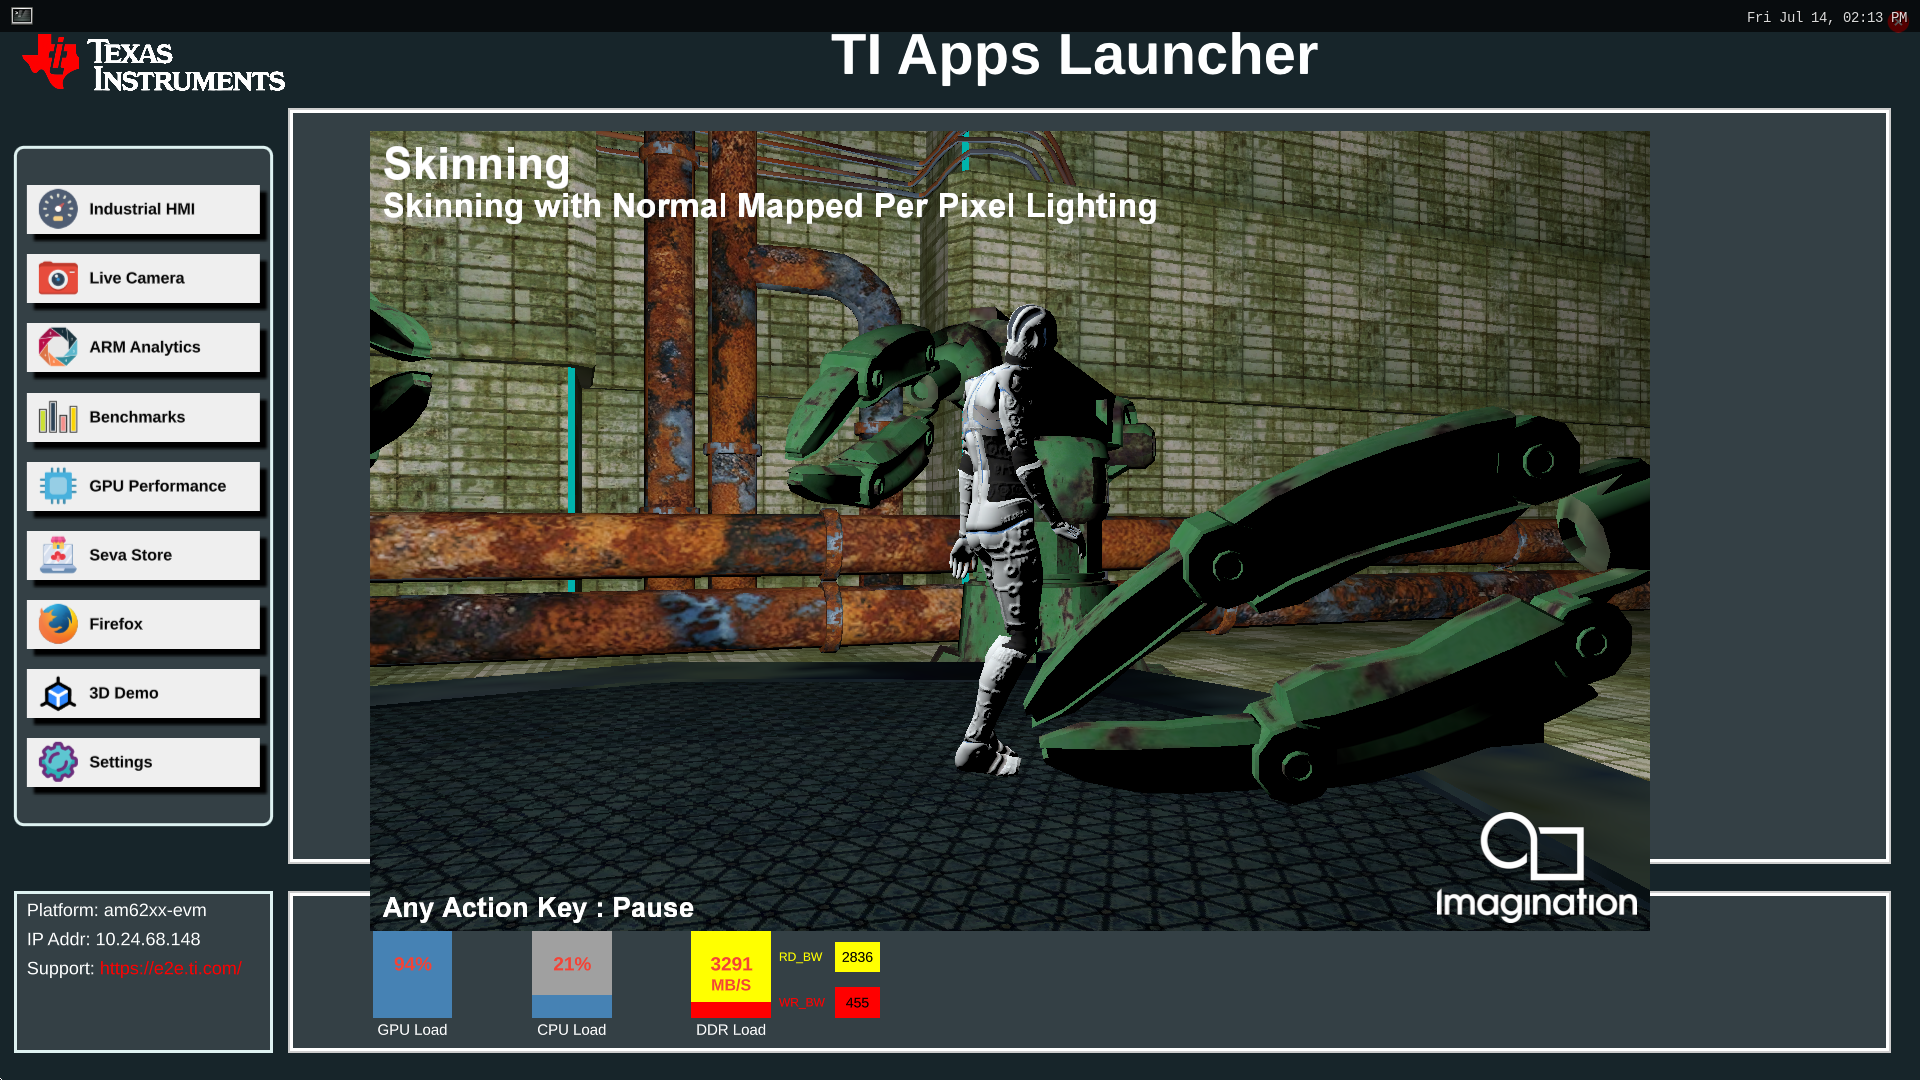 Fri Jul 14, 02:13 PM
TEXAS
INSTRUMENTS
TI Apps Launcher
Industrial HMI
Live Camera
ARM Analytics
Benchmarks
GPU Performance
Seva Store
Firefox
3D Demo
Settings
Skinning
Skinning with Normal Mapped Per Pixel Lighting
Any Action Key : Pause
Imagination
Platform: am62xx-evm
IP Addr: 10.24.68.148
Support: https://e2e.ti.com/
94%
GPU Load
21%
CPU Load
3291
MB/S
DDR Load
RD_BW 2836
WR_BW 455